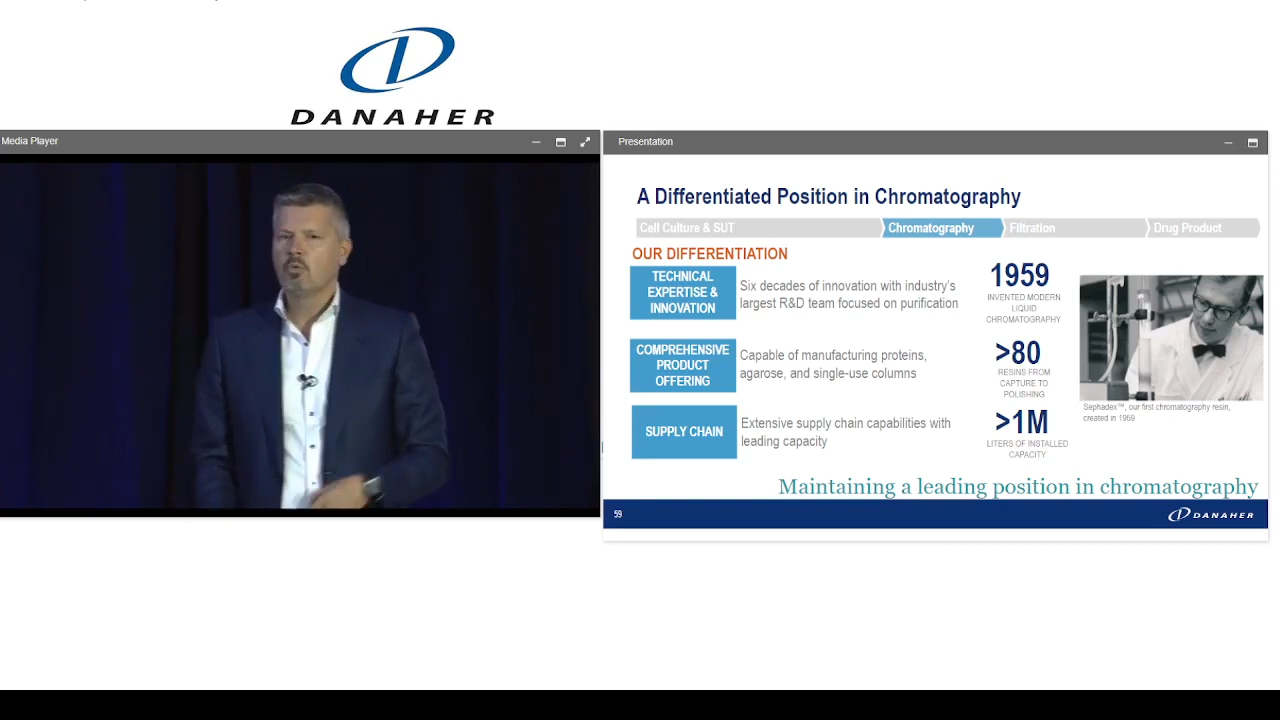 DANAHER
Media Player
Presentation
A Differentiated Position in Chromatography
Cell Culture & SUT
Chromatography
Filtration
Drug Product
OUR DIFFERENTIATION
TECHNICAL
EXPERTISE &
INNOVATION
Six decades of innovation with industry's
largest R&D team focused on purification
1959
INVENTED MODERN
LIQUID
CHROMATOGRAPHY
COMPREHENSIVE
PRODUCT
OFFERING
Capable of manufacturing proteins,
agarose, and single-use columns
>80
RESINS FROM
CAPTURE TO
POLISHING
Sephadex™, our first chromatography resin,
created in 1959
SUPPLY CHAIN
Extensive supply chain capabilities with
leading capacity
>1M
LITERS OF INSTALLED
CAPACITY
Maintaining a leading position in chromatography
59
DANAHER